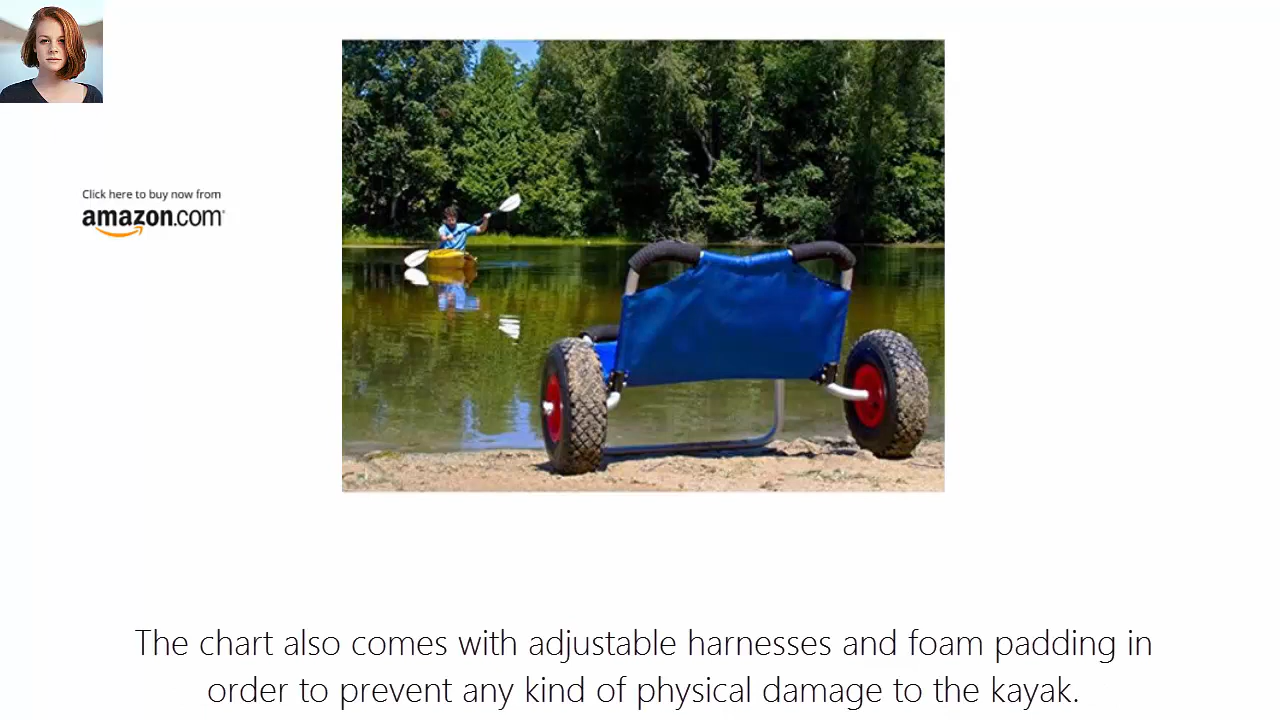 Click here to buy now from
amazon.com
The chart also comes with adjustable harnesses and foam padding in
order to prevent any kind of physical damage to the kayak.